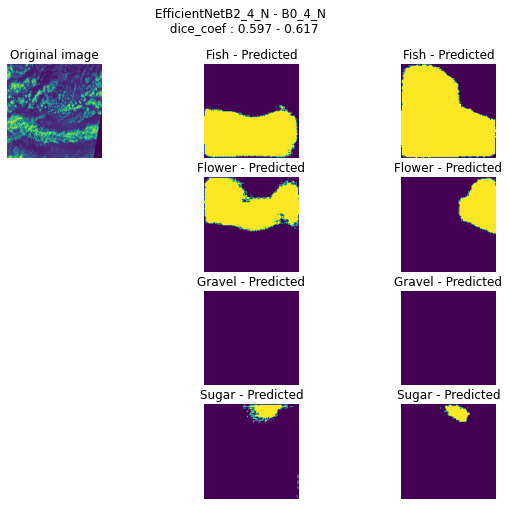 EfficientNetB2_4_N - B0_4_N
dice_coef : 0.597 - 0.617
Original image
Fish - Predicted
Fish - Predicted
Flower - Predicted
Flower - Predicted
Gravel - Predicted
Gravel - Predicted
Sugar - Predicted
Sugar - Predicted